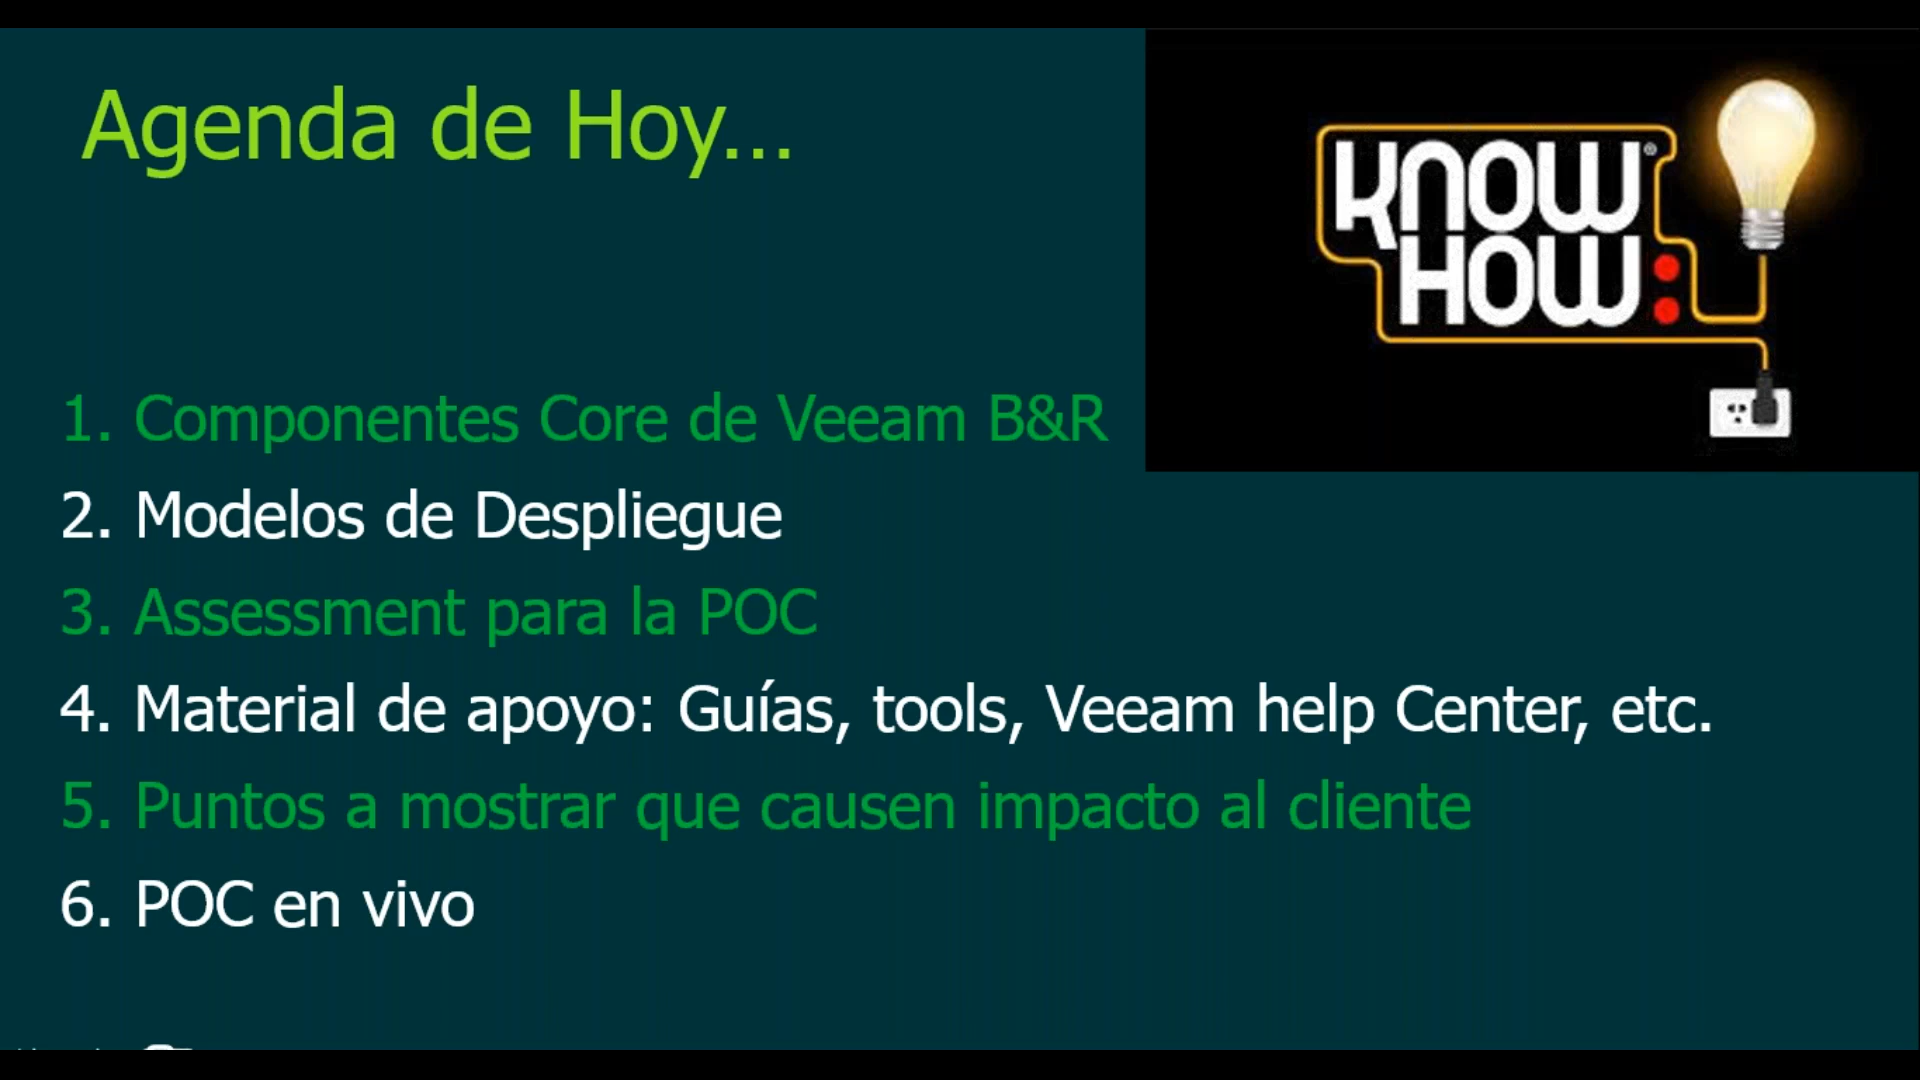 Agenda de Hoy...
KNOW®
HOW:
1. Componentes Core de Veeam B&R
2. Modelos de Despliegue
3. Assessment para la POC
4. Material de apoyo: Guías, tools, Veeam help Center, etc.
5. Puntos a mostrar que causen impacto al cliente
6. POC en vivo